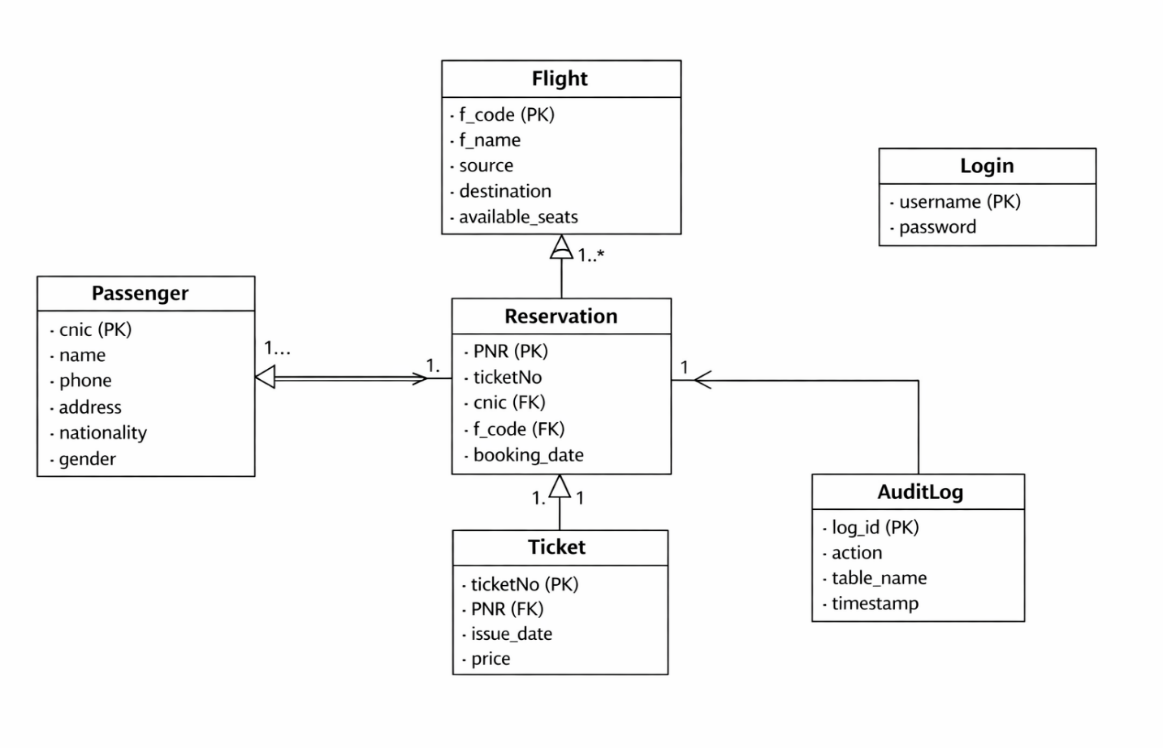 Flight
· f_code (PK)
· f_name
· source
· destination
· available_seats
1..*
Login
· username (PK)
· password
Passenger
· cnic (PK)
· name
· phone
· address
· nationality
· gender
1...
1.
Reservation
· PNR (PK)
· ticketNo
· cnic (FK)
· f_code (FK)
· booking_date
1
1. 1
Ticket
· ticketNo (PK)
· PNR (FK)
· issue_date
· price
AuditLog
· log_id (PK)
· action
· table_name
· timestamp